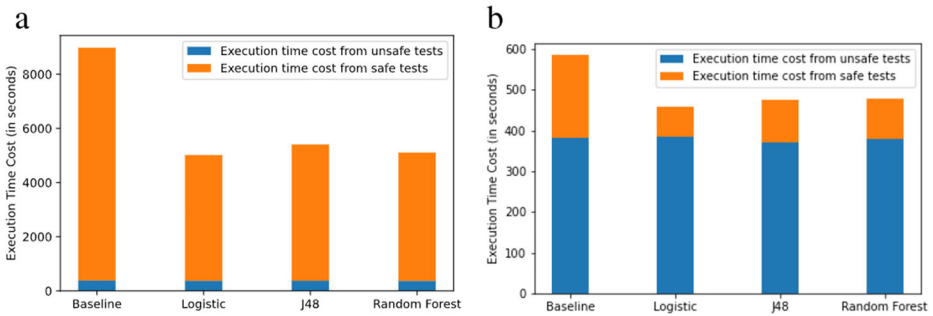 a
Execution Time Cost (in seconds)
8000
6000
4000
2000
0
Execution time cost from unsafe tests
Execution time cost from safe tests
Baseline Logistic J48 Random Forest
b
Execution Time Cost (in seconds)
600
500
400
300
200
100
0
Execution time cost from unsafe tests
Execution time cost from safe tests
Baseline Logistic J48 Random Forest